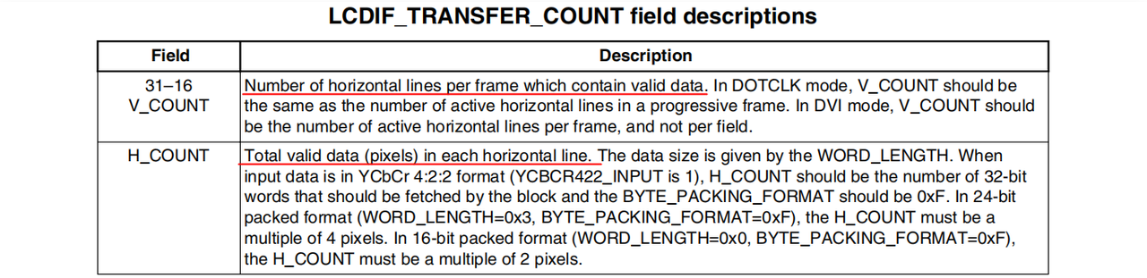 LCDIF_TRANSFER_COUNT field descriptions
Field Description
31–16 Number of horizontal lines per frame which contain valid data. In DOTCLK mode, V_COUNT should be
V_COUNT the same as the number of active horizontal lines in a progressive frame. In DVI mode, V_COUNT should
be the number of active horizontal lines per frame, and not per field.
H_COUNT Total valid data (pixels) in each horizontal line. The data size is given by the WORD_LENGTH. When
input data is in YCbCr 4:2:2 format (YCBCR422_INPUT is 1), H_COUNT should be the number of 32-bit
words that should be fetched by the block and the BYTE_PACKING_FORMAT should be 0xF. In 24-bit
packed format (WORD_LENGTH=0x3, BYTE_PACKING_FORMAT=0xF), the H_COUNT must be a
multiple of 4 pixels. In 16-bit packed format (WORD_LENGTH=0x0, BYTE_PACKING_FORMAT=0xF),
the H_COUNT must be a multiple of 2 pixels.